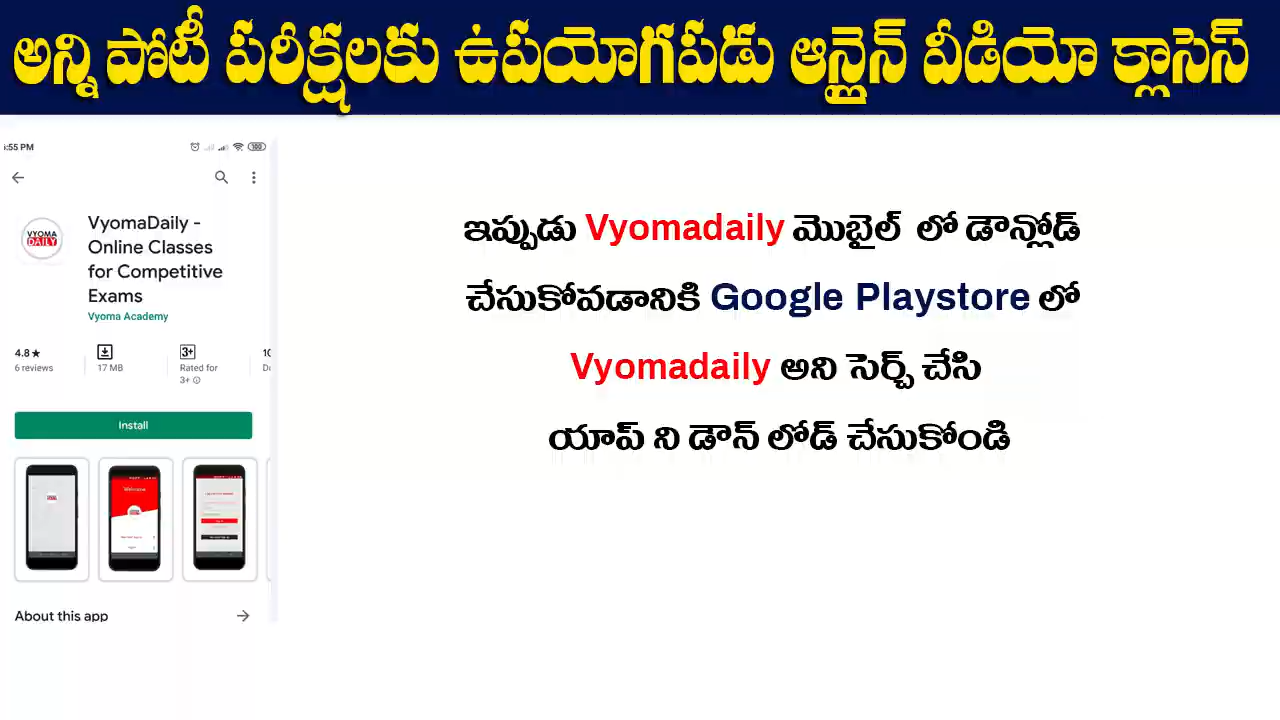 అన్ని పోటీ పరీక్షలకు ఉపయోగపడు ఆన్లైన్ వీడియో క్లాసెస్
:55 PM
VyomaDaily -
Online Classes
for Competitive
Exams
Vyoma Academy
VYOMA
DAILY
4.8★
6 reviews
17 MB
3+
Rated for
3+
Install
Welcome
About this app
ఇప్పుడు Vyomadaily మొబైల్ లో డౌన్లోడ్
చేసుకోవడానికి Google Playstore లో
Vyomadaily అని సెర్చ్ చేసి
యాప్ ని డౌన్ లోడ్ చేసుకోండి